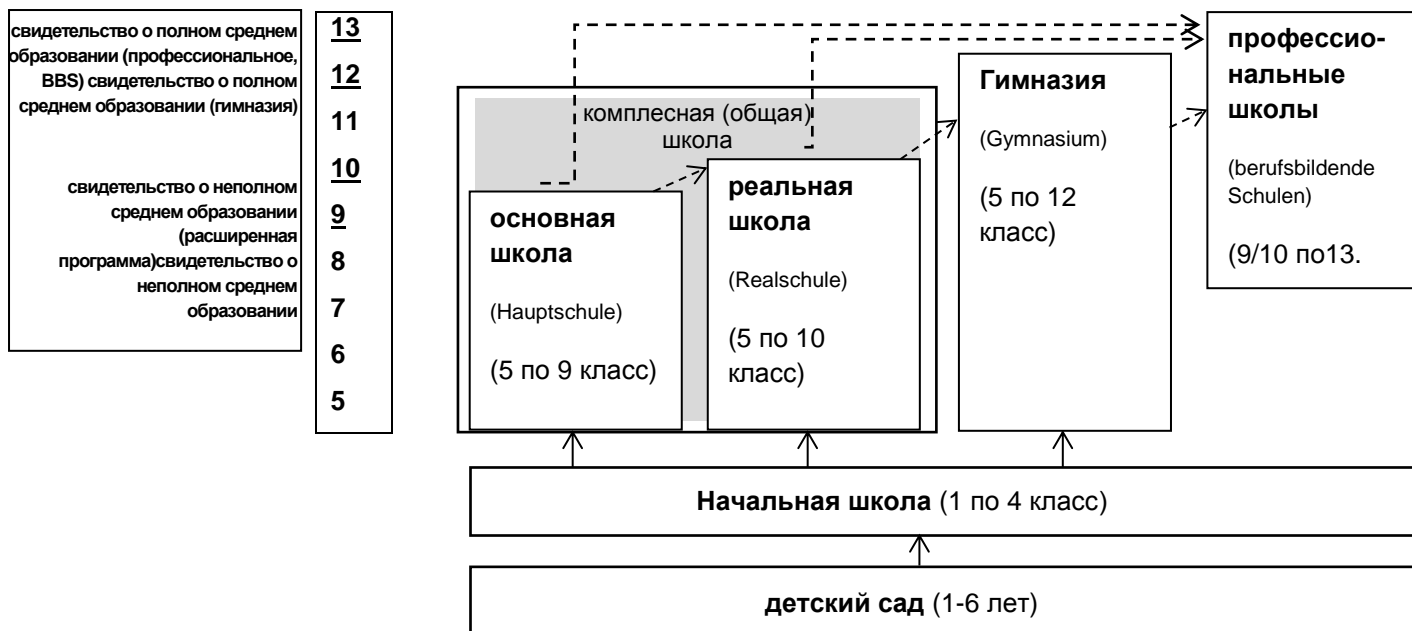 свидетельство о полном среднем
образовании (профессиональное,
BBS) свидетельство о полном
среднем образовании (гимназия)
свидетельство о неполном
среднем образовании
(расширенная
программа)свидетельство о
неполном среднем
образовании
13
12
11
10
9
8
7
6
5
комплесная (общая)
школа
основная
школа
(Hauptschule)
(5 по 9 класс)
реальная
школа
(Realschule)
(5 по 10
класс)
Гимназия
(Gymnasium)
(5 по 12
класс)
профессио-
нальные
школы
(berufsbildende
Schulen)
(9/10 по13.
Начальная школа (1 по 4 класс)
детский сад (1-6 лет)